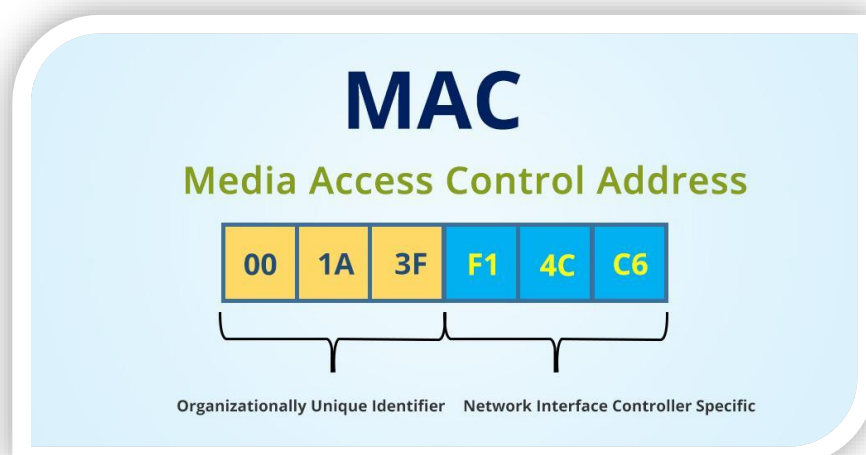 MAC
Media Access Control Address
00 1A 3F F1 4C C6
Organizationally Unique Identifier Network Interface Controller Specific